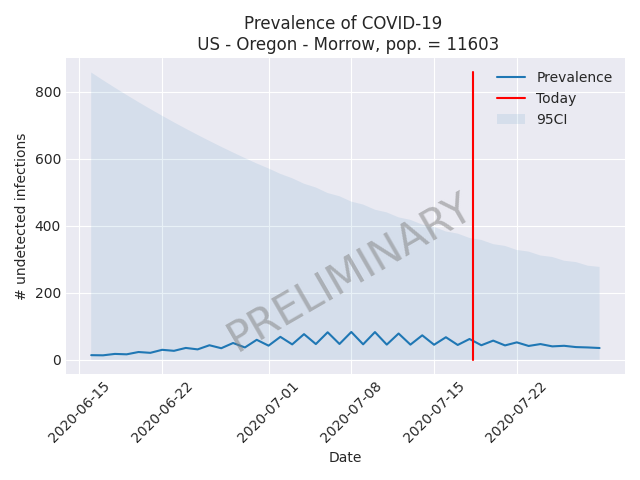 Prevalence of COVID-19
US - Oregon - Morrow, pop. = 11603
Prevalence
Today
95CI
PRELIMINARY
# undetected infections
800
600
400
200
0
2020-06-15
2020-06-22
2020-07-01
2020-07-08
2020-07-15
2020-07-22
Date